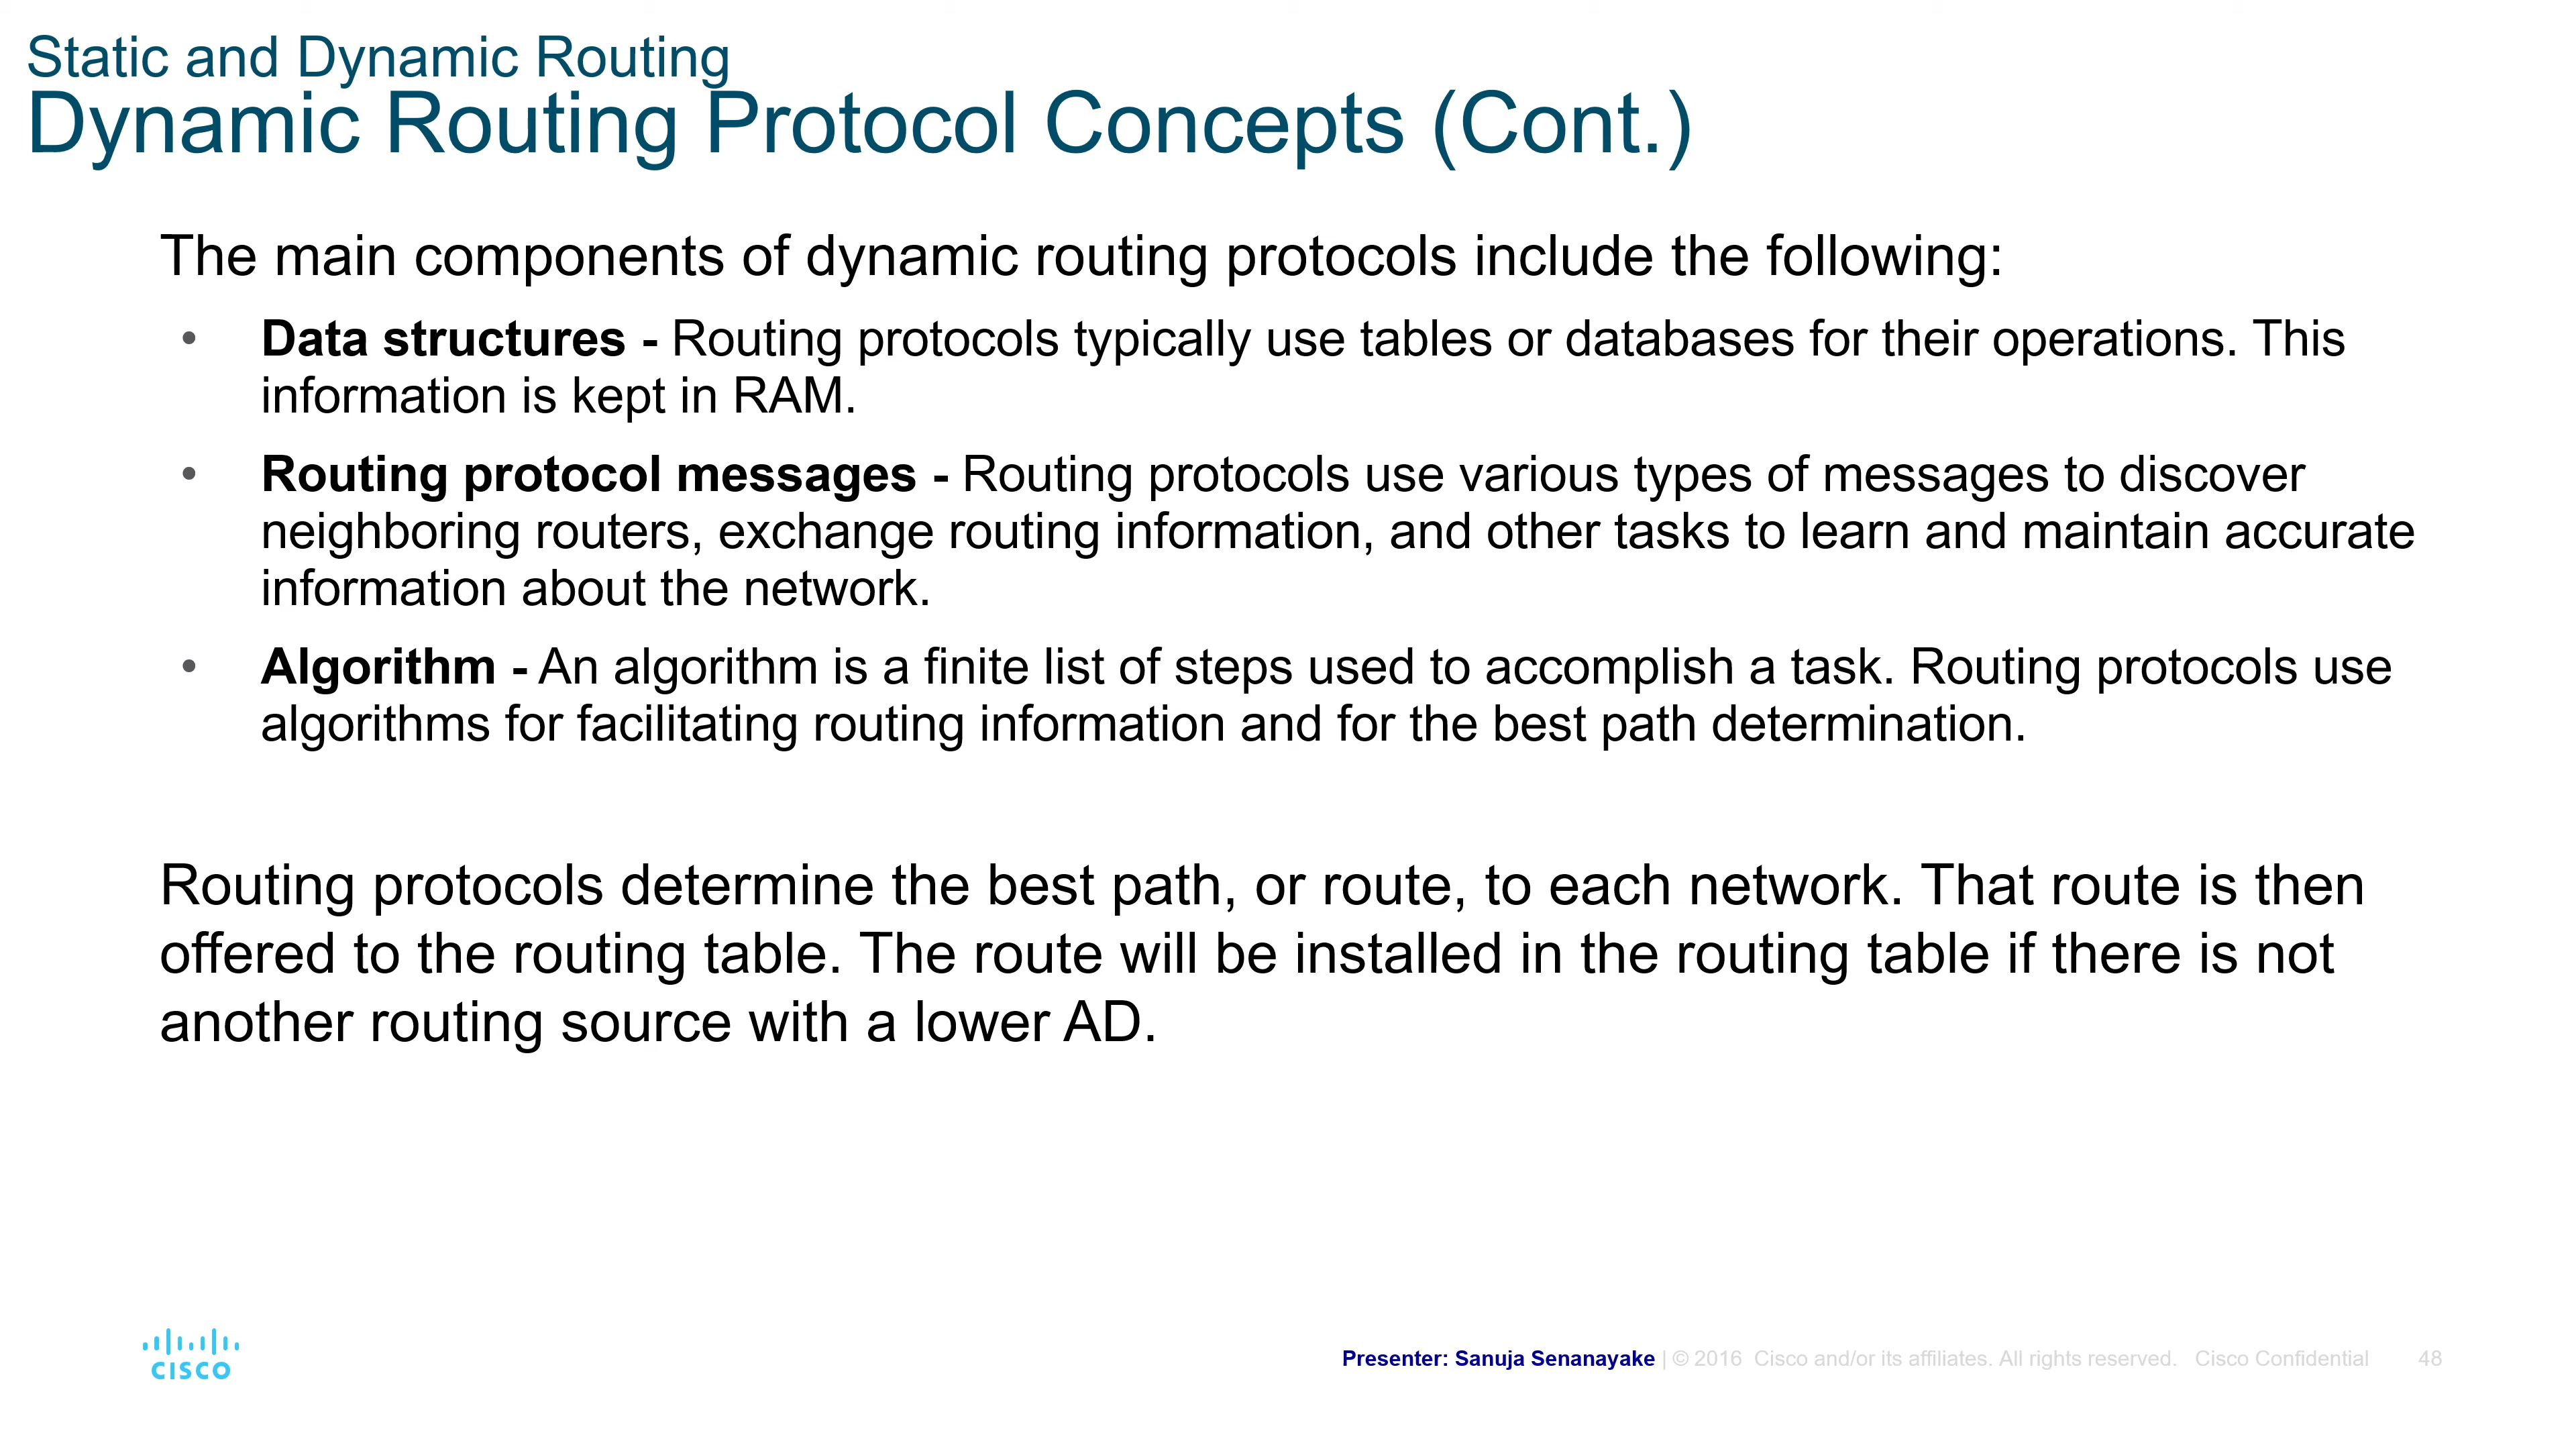 Static and Dynamic Routing
Dynamic Routing Protocol Concepts (Cont.)
The main components of dynamic routing protocols include the following:
• Data structures - Routing protocols typically use tables or databases for their operations. This
information is kept in RAM.
• Routing protocol messages - Routing protocols use various types of messages to discover
neighboring routers, exchange routing information, and other tasks to learn and maintain accurate
information about the network.
• Algorithm - An algorithm is a finite list of steps used to accomplish a task. Routing protocols use
algorithms for facilitating routing information and for the best path determination.
Routing protocols determine the best path, or route, to each network. That route is then
offered to the routing table. The route will be installed in the routing table if there is not
another routing source with a lower AD.
CISCO
Presenter: Sanuja Senanayake | © 2016 Cisco and/or its affiliates. All rights reserved. Cisco Confidential 48